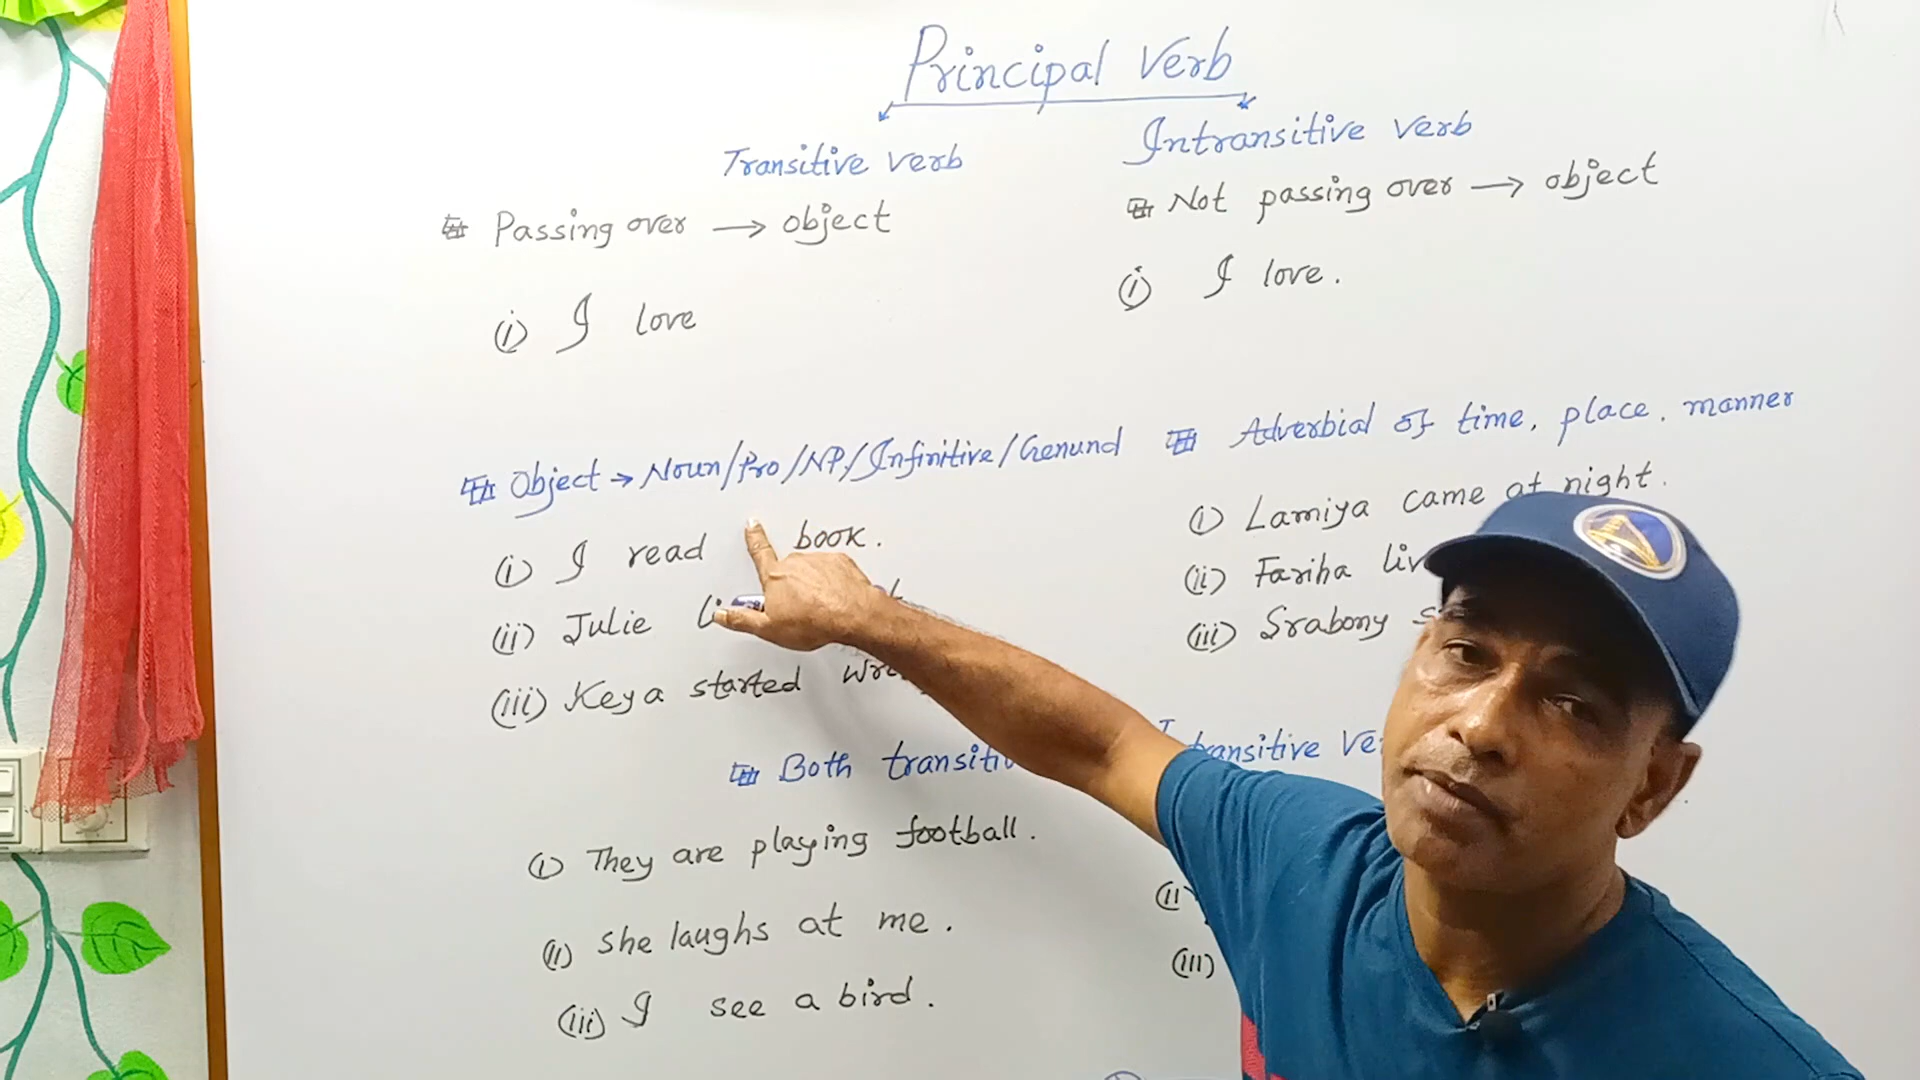 Principal Verb
Transitive verb
Passing over → object
(i) I love
Object → Noun/Pro/NP/Infinitive/Gerund
(i) I read book.
(ii) Julie
(iii) Keya started
Both transiti
(i) They are playing football.
(ii) she laughs at me.
(iii) I see a bird.
Intransitive verb
Not passing over → object
(i) I love.
Adverbial of time, place, manner
(i) Lamiya came at night.
(ii) Fariha liv
(iii) Srabony s
(ii)
(iii)